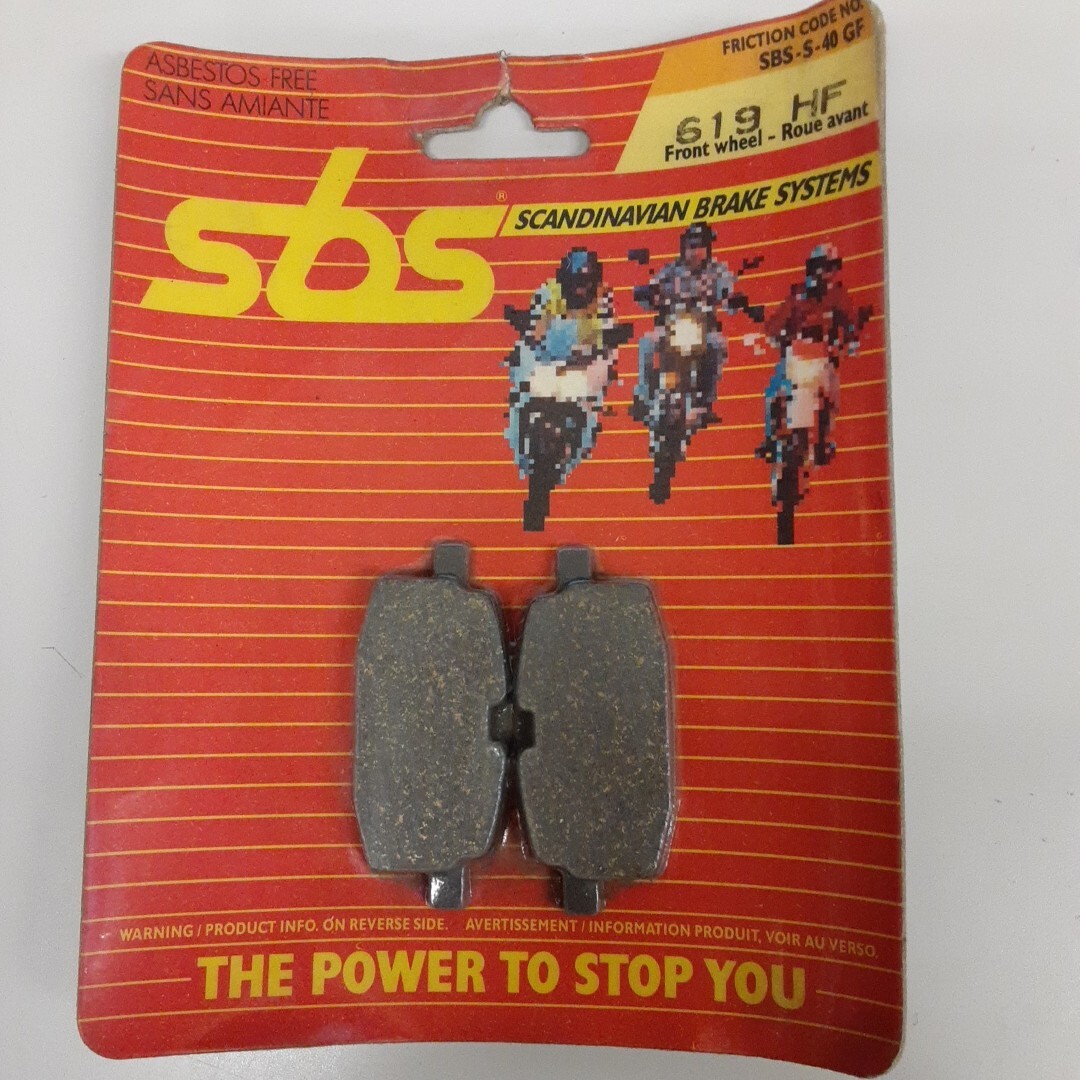 ASBESTOS FREE
SANS AMIANTE
FRICTION CODE NO.
SBS-S-40 GF
619 HF
Front wheel - Roue avant
sbs®
SCANDINAVIAN BRAKE SYSTEMS
WARNING / PRODUCT INFO. ON REVERSE SIDE. AVERTISSEMENT / INFORMATION PRODUIT, VOIR AU VERSO.
THE POWER TO STOP YOU